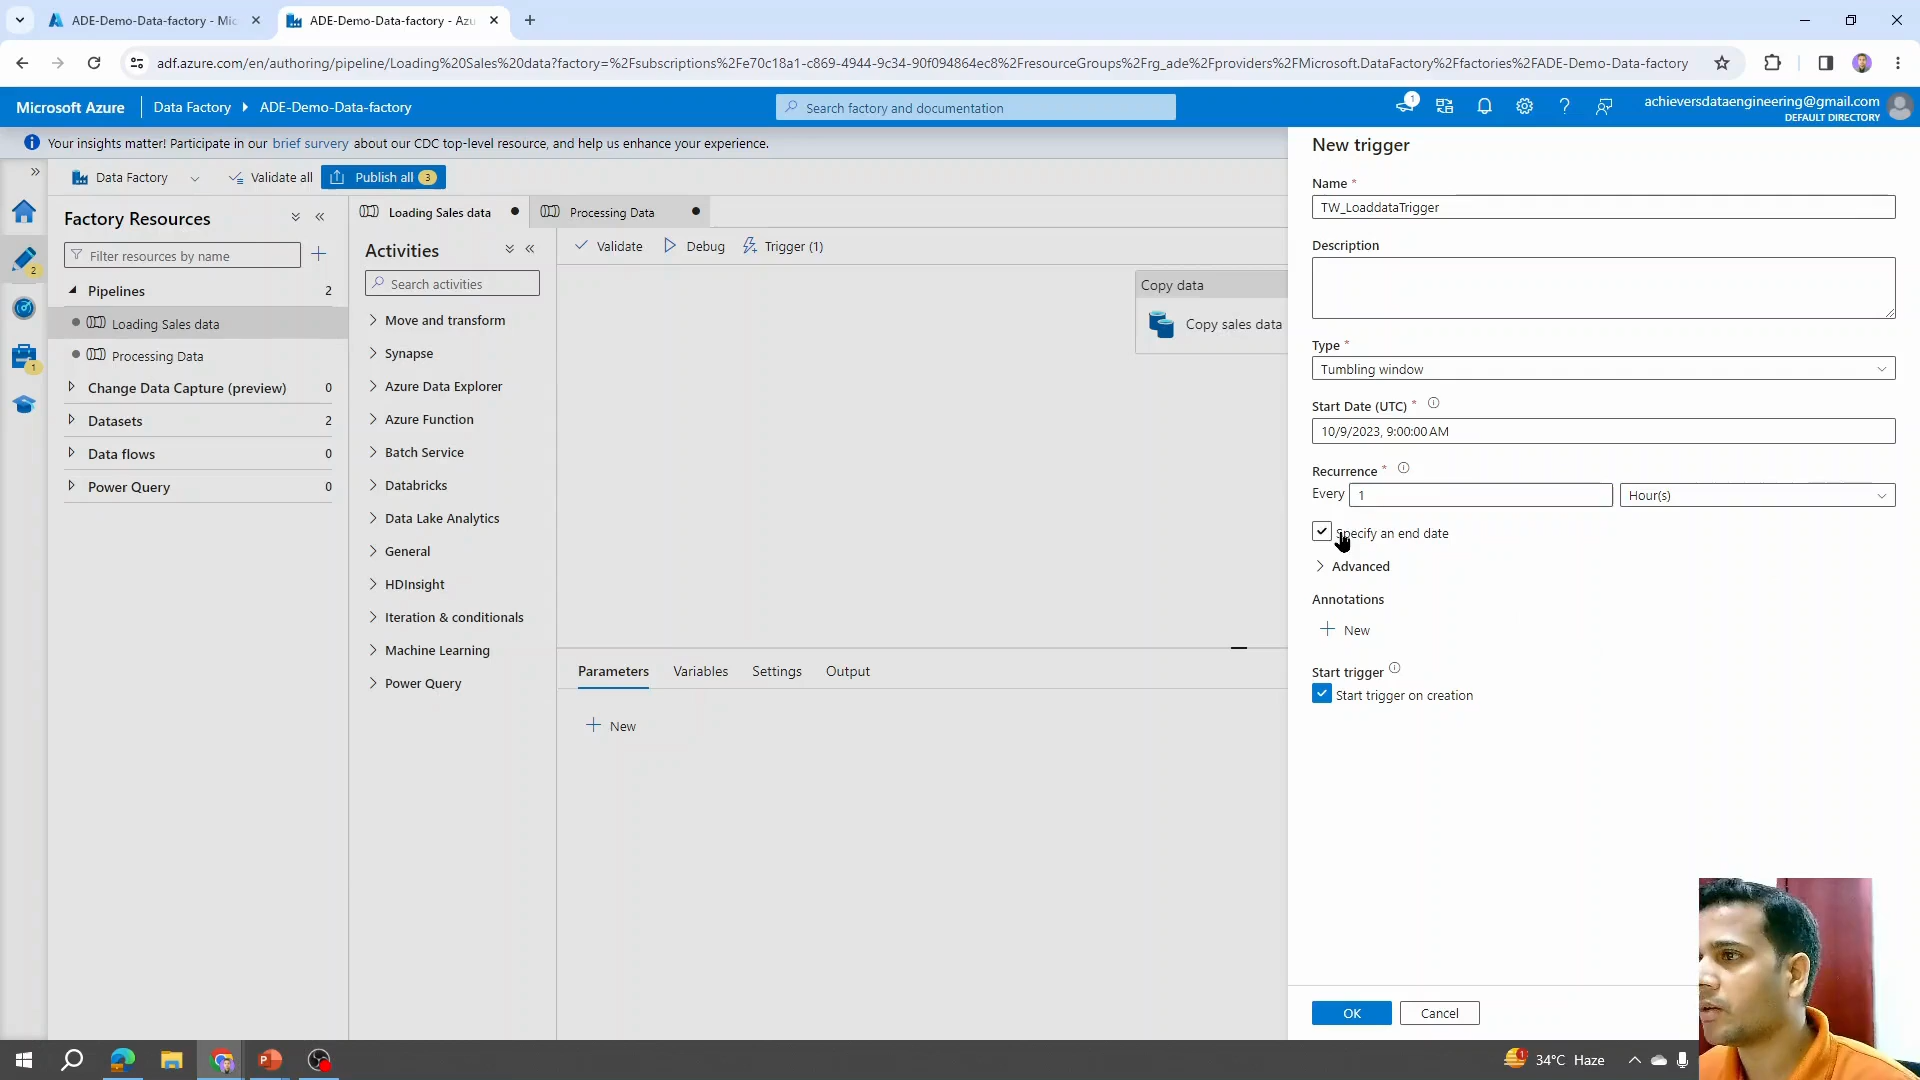 ADE-Demo-Data-factory - Mic
ADE-Demo-Data-factory - Azu
adf.azure.com/en/authoring/pipeline/Loading%20Sales%20data?factory=%2Fsubscriptions%2Fe70c18a1-c869-4944-9c34-90f094864ec8%2FresourceGroups%2Frg_ade%2Fproviders%2FMicrosoft.DataFactory%2Ffactories%2FADE-Demo-Data-factory
Microsoft Azure
Data Factory
ADE-Demo-Data-factory
Search factory and documentation
1
achieversdataengineering@gmail.com
DEFAULT DIRECTORY
Your insights matter! Participate in our brief survery about our CDC top-level resource, and help us enhance your experience.
Data Factory
Validate all
Publish all 3
Factory Resources
Filter resources by name
Pipelines 2
Loading Sales data
Processing Data
Change Data Capture (preview) 0
Datasets 2
Data flows 0
Power Query 0
2
1
Loading Sales data
Processing Data
Activities
Search activities
Move and transform
Synapse
Azure Data Explorer
Azure Function
Batch Service
Databricks
Data Lake Analytics
General
HDInsight
Iteration & conditionals
Machine Learning
Power Query
Validate
Debug
Trigger (1)
Copy data
Copy sales data
Parameters
Variables
Settings
Output
New
New trigger
Name *
TW_LoaddataTrigger
Description
Type *
Tumbling window
Start Date (UTC) *
10/9/2023, 9:00:00 AM
Recurrence *
Every 1 Hour(s)
Specify an end date
Advanced
Annotations
New
Start trigger
Start trigger on creation
OK
Cancel
1
34°C Haze